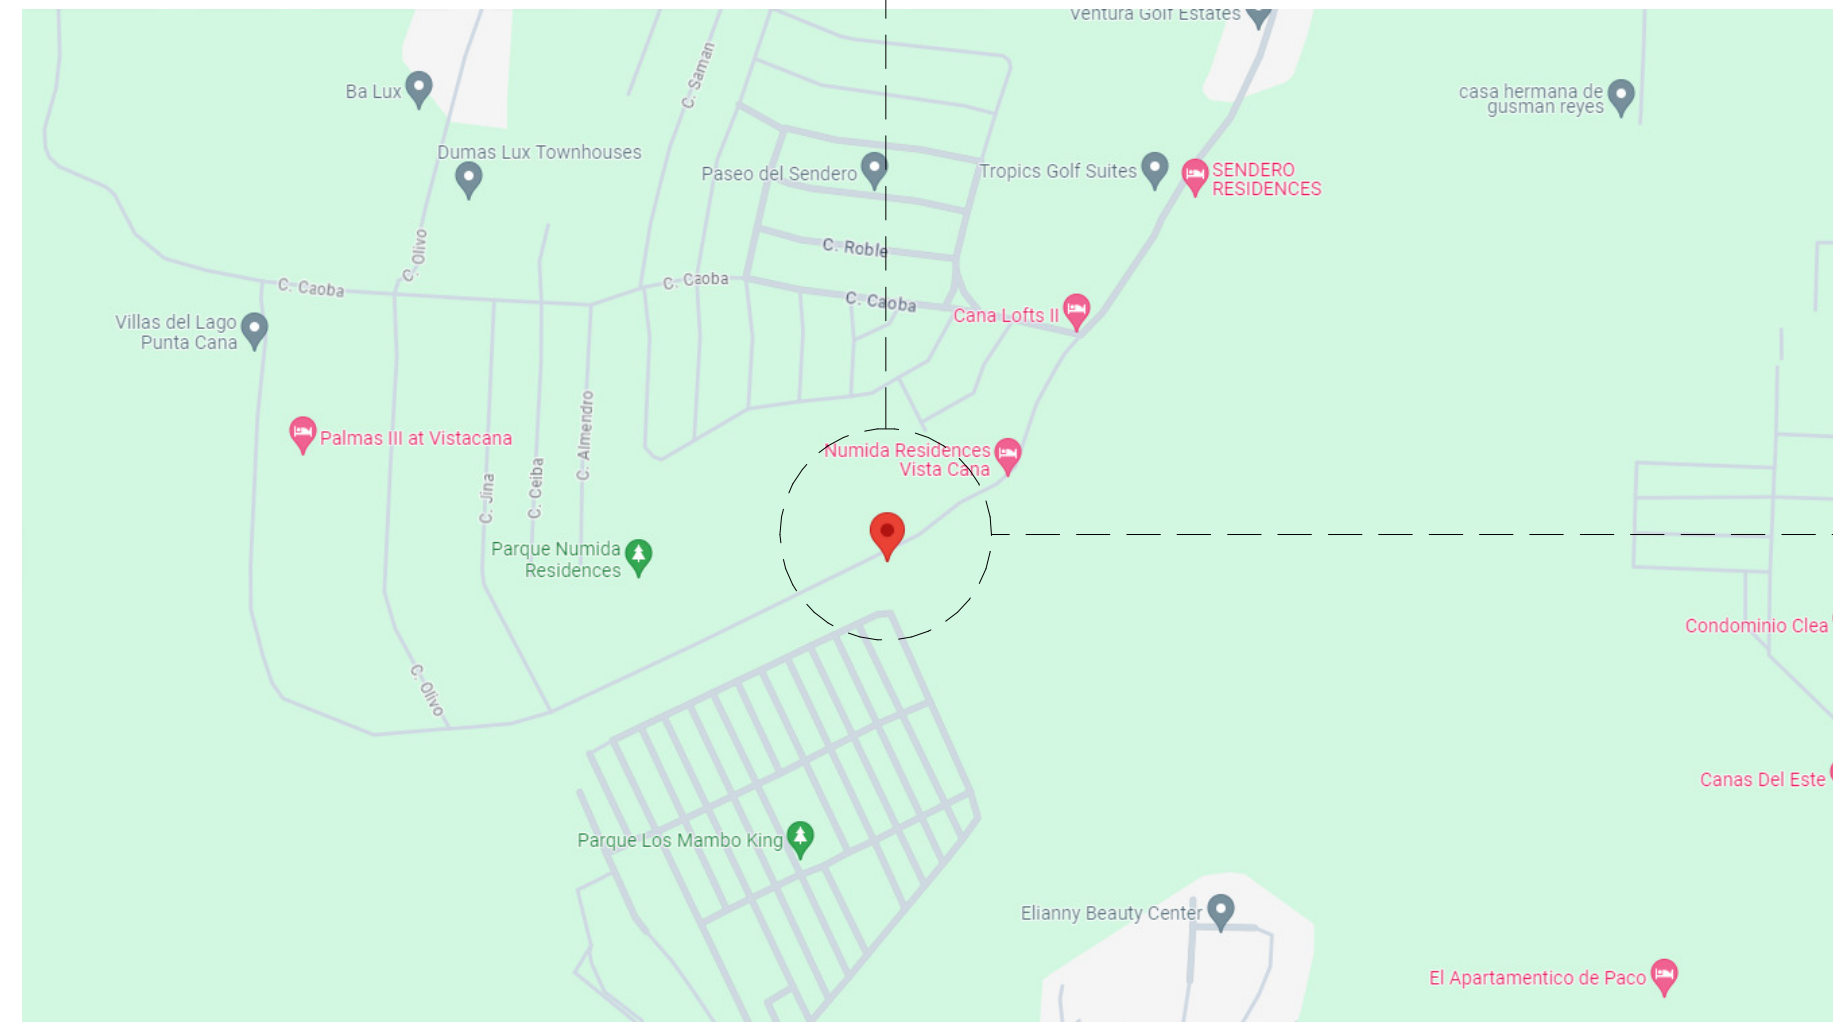 Ventura Golf Estates
Ba Lux
C. Saman
casa hermana de
gusman reyes
Dumas Lux Townhouses
Paseo del Sendero
Tropics Golf Suites
SENDERO
RESIDENCES
C. Olivo
C. Roble
C. Caoba
C. Caoba
C. Caoba
Cana Lofts II
Villas del Lago
Punta Cana
Palmas III at Vistacana
C. Almendro
Numida Residences
Vista Cana
C. Jina
C. Ceiba
Parque Numida
Residences
Condominio Clea
C. Olivo
Canas Del Este
Parque Los Mambo King
Elianny Beauty Center
El Apartamentico de Paco